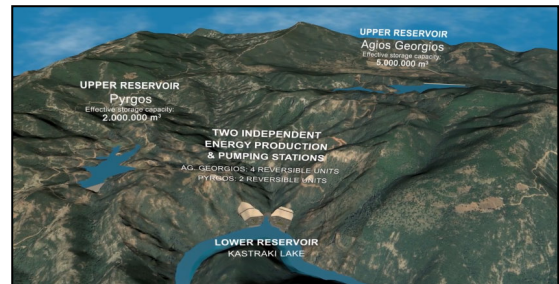 UPPER RESERVOIR
Agios Georgios
Effective storage capacity:
5.000.000 m³
UPPER RESERVOIR
Pyrgos
Effective storage capacity:
2.000.000 m³
TWO INDEPENDENT
ENERGY PRODUCTION
& PUMPING STATIONS
AG. GEORGIOS: 4 REVERSIBLE UNITS
PYRGOS: 2 REVERSIBLE UNITS
LOWER RESERVOIR
KASTRAKI LAKE